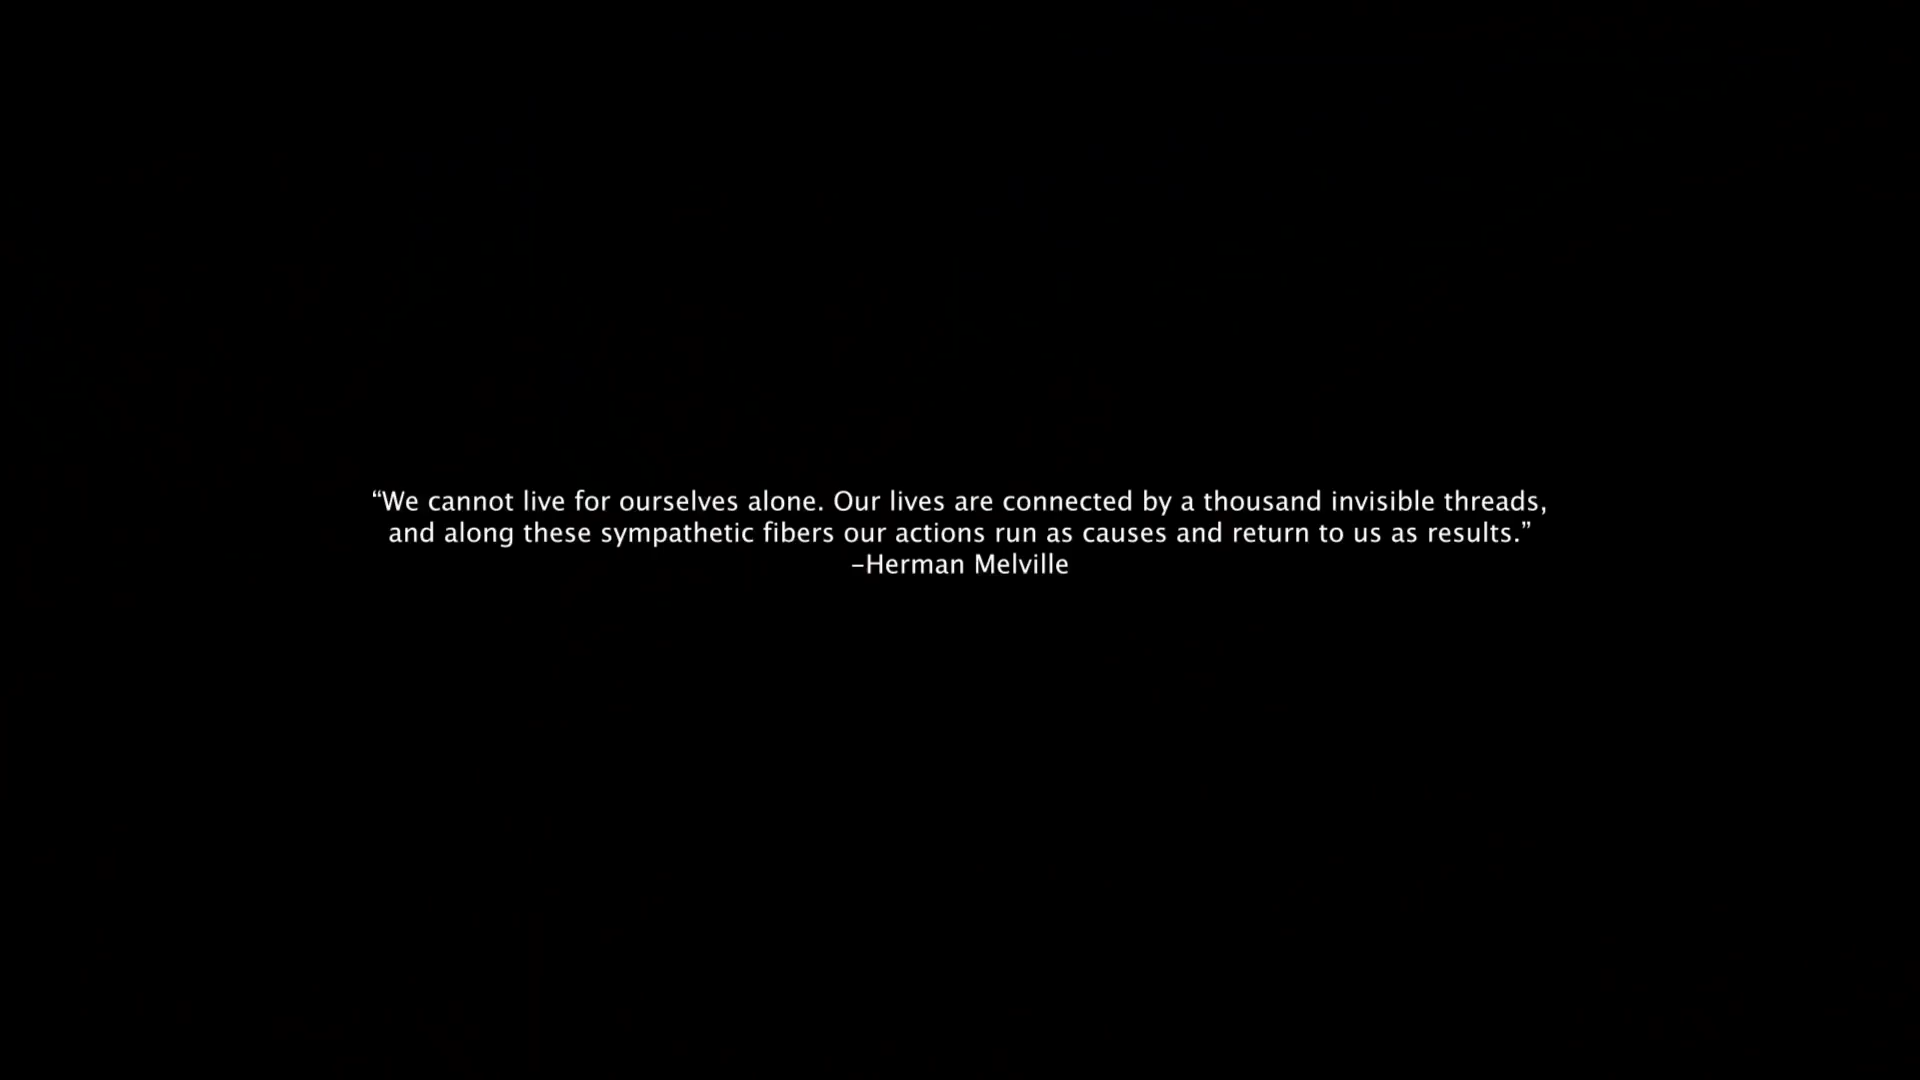 “We cannot live for ourselves alone. Our lives are connected by a thousand invisible threads,
and along these sympathetic fibers our actions run as causes and return to us as results.”
–Herman Melville